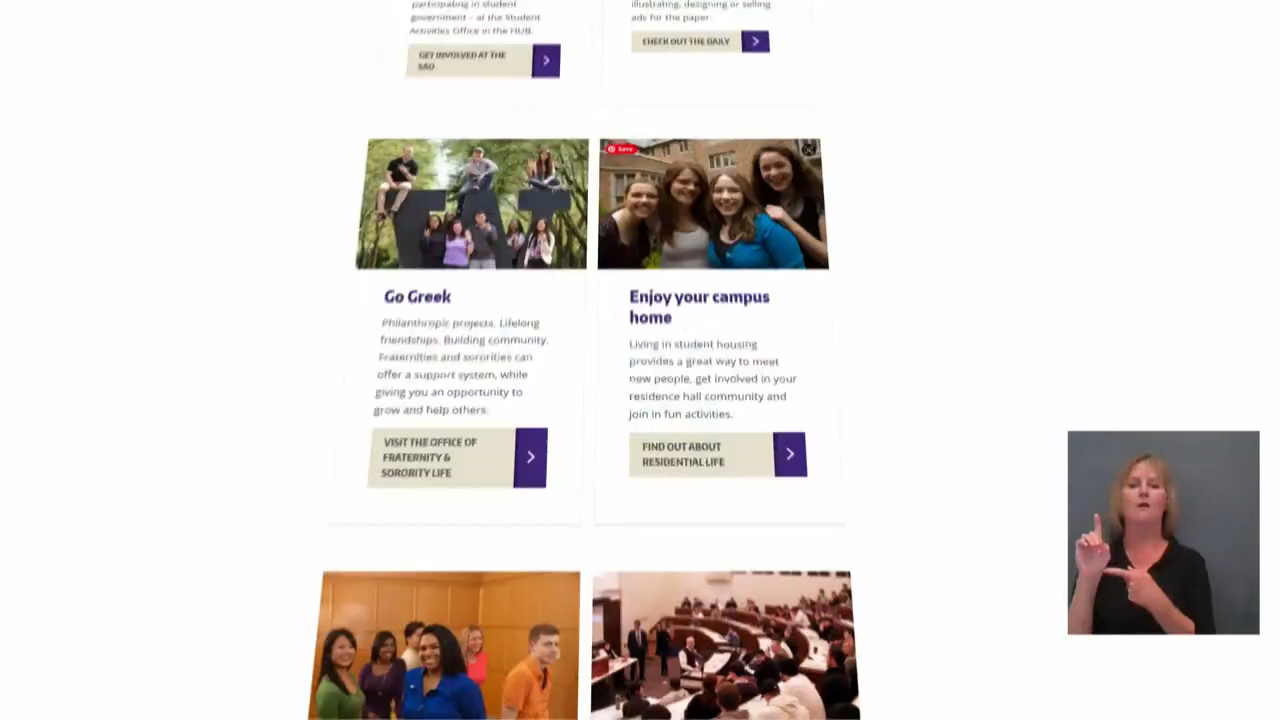 participating in student
government - at the Student
Activities Office in the HUB.
GET INVOLVED AT THE
SAO
illustrating, designing or selling
ads for the paper.
CHECK OUT THE DAILY
Save
Go Greek
Philanthropic projects. Lifelong
friendships. Building community.
Fraternities and sororities can
offer a support system, while
giving you an opportunity to
grow and help others.
VISIT THE OFFICE OF
FRATERNITY &
SORORITY LIFE
Enjoy your campus
home
Living in student housing
provides a great way to meet
new people, get involved in your
residence hall community and
join in fun activities.
FIND OUT ABOUT
RESIDENTIAL LIFE